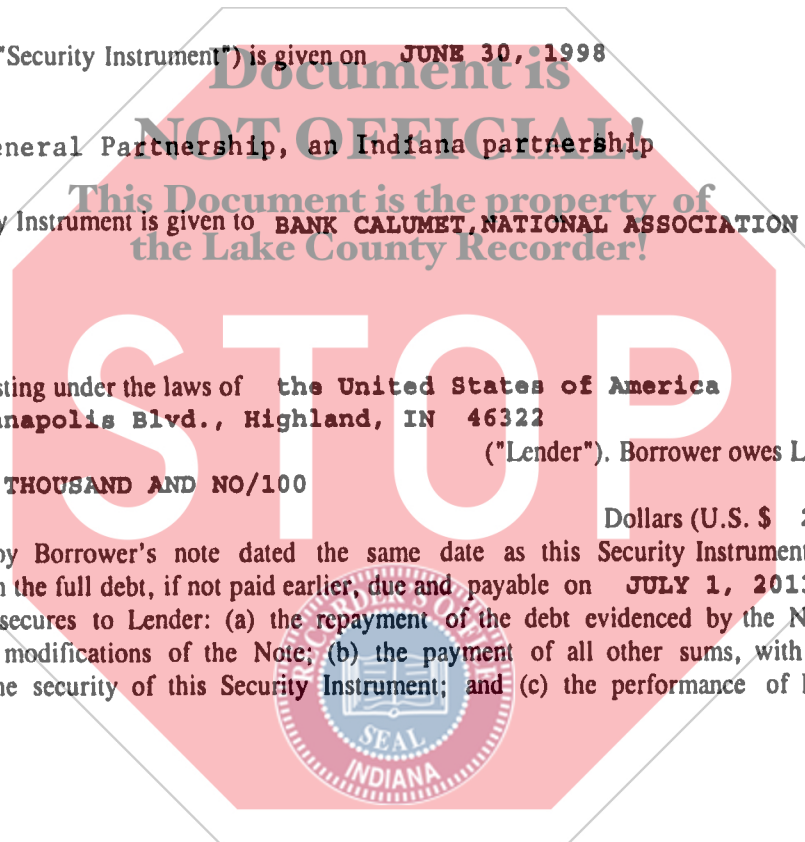 "Security Instrument") is given on JUNE 30, 1998
Document is
NOT OFFICIAL!
eneral Partnership, an Indiana partnership
This Document is the property of
y Instrument is given to BANK CALUMET, NATIONAL ASSOCIATION
the Lake County Recorder!
STOP
sting under the laws of the United States of America
napolis Blvd., Highland, IN 46322
("Lender"). Borrower owes L
THOUSAND AND NO/100
Dollars (U.S. $ 2
by Borrower's note dated the same date as this Security Instrument
the full debt, if not paid earlier, due and payable on JULY 1, 201
secures to Lender: (a) the repayment of the debt evidenced by the N
modifications of the Note; (b) the payment of all other sums, with
he security of this Security Instrument; and (c) the performance of
RECORDER'S OFFICE
SEAL
INDIANA